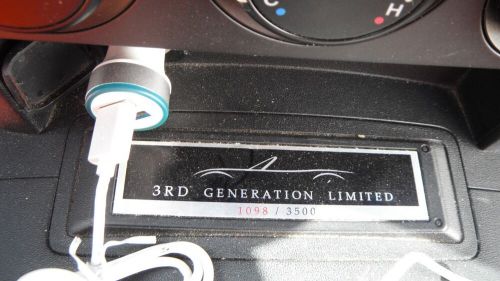 C H
3RD GENERATION LIMITED
1098 / 3500